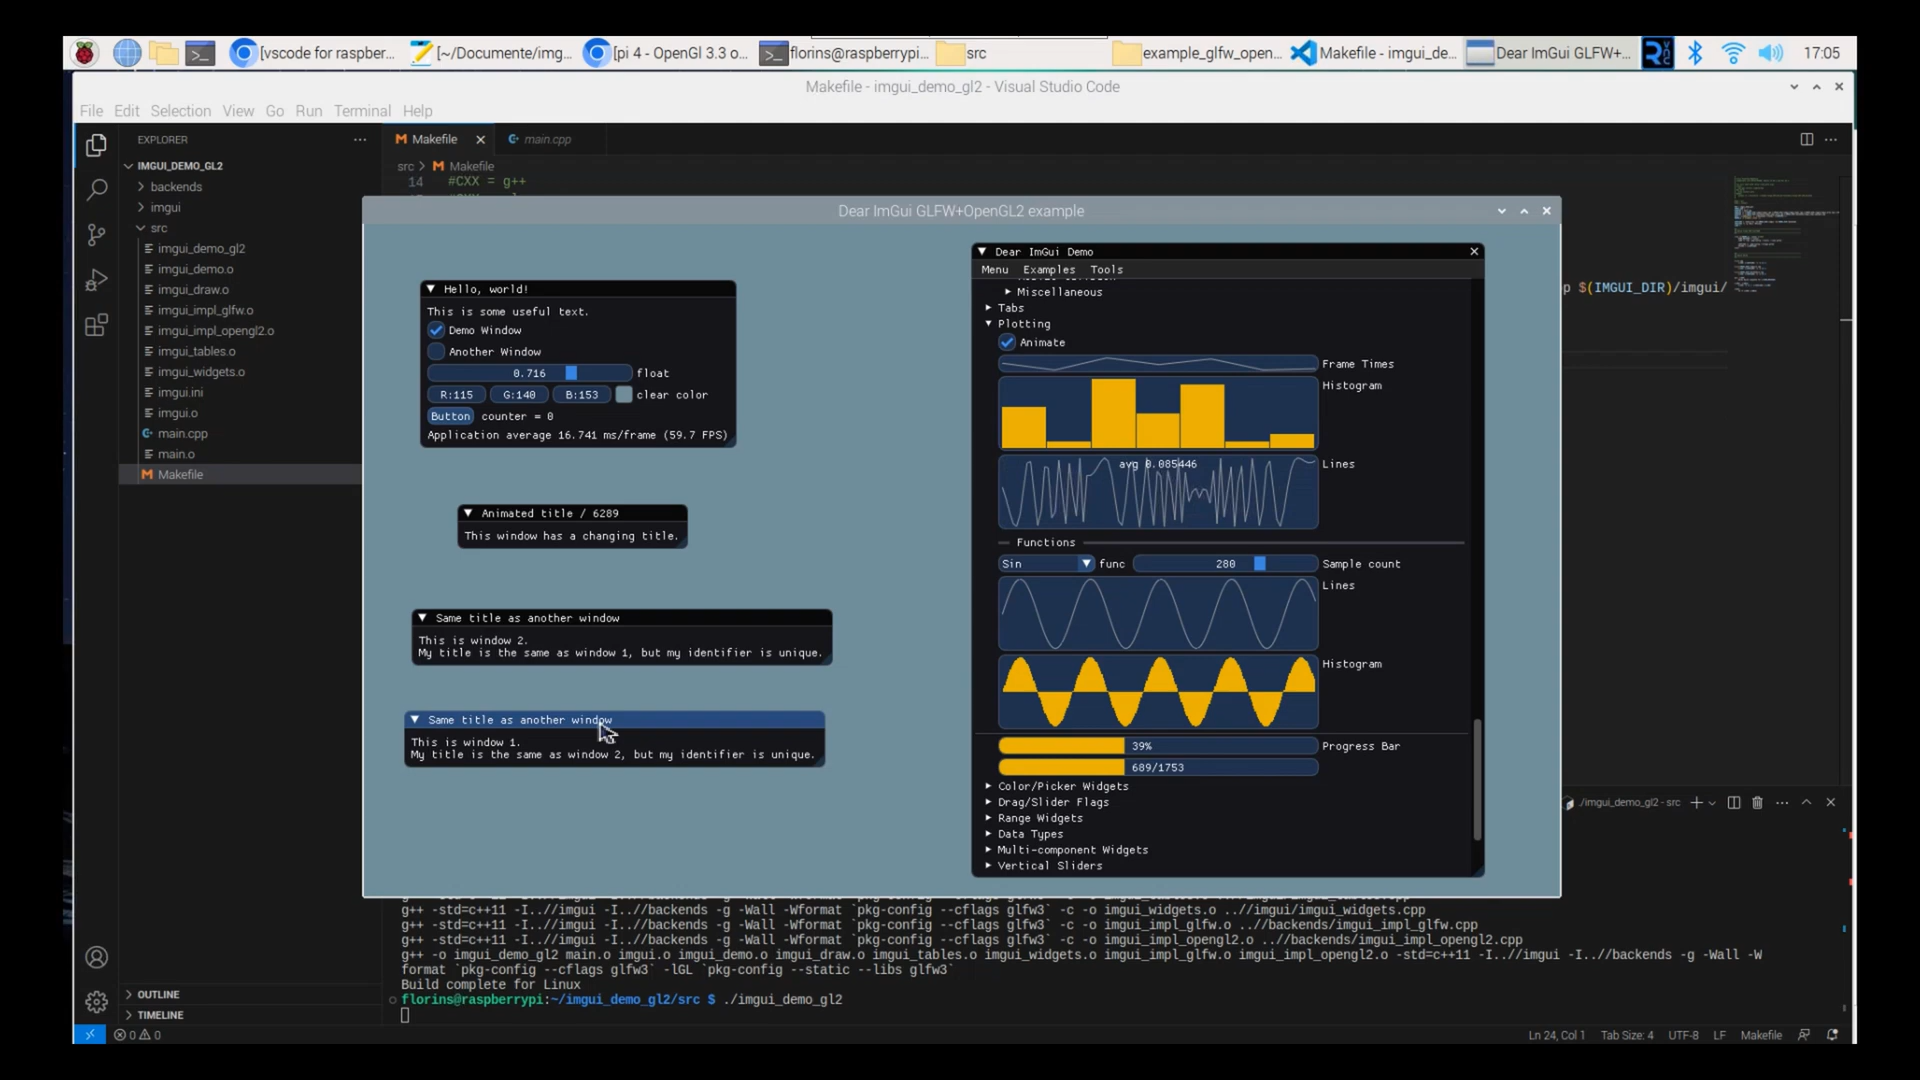 [vscode for raspber...
[~/Documente/img...
[pi 4 - OpenGl 3.3 o...
florins@raspberrypi...
src
example_glfw_open...
Makefile - imgui_de...
Dear ImGui GLFW+...
17:05
Makefile - imgui_demo_gl2 - Visual Studio Code
File Edit Selection View Go Run Terminal Help
EXPLORER
Makefile
main.cpp
IMGUI_DEMO_GL2
backends
imgui
src
imgui_demo_gl2
imgui_demo.o
imgui_draw.o
imgui_impl_glfw.o
imgui_impl_opengl2.o
imgui_tables.o
imgui_widgets.o
imgui.ini
imgui.o
main.cpp
main.o
Makefile
OUTLINE
TIMELINE
src > Makefile
14 #CXX = g++
$(IMGUI_DIR)/imgui/
Dear ImGui GLFW+OpenGL2 example
Hello, world!
This is some useful text.
Demo Window
Another Window
0.716 float
R:115 G:140 B:153 clear color
Button counter = 0
Application average 16.741 ms/frame (59.7 FPS)
Animated title / 6289
This window has a changing title.
Same title as another window
This is window 2.
My title is the same as window 1, but my identifier is unique.
Same title as another window
This is window 1.
My title is the same as window 2, but my identifier is unique.
Dear ImGui Demo
Menu Examples Tools
Miscellaneous
Tabs
Plotting
Animate
Frame Times
Histogram
avg 0.085446 Lines
Functions
Sin func 280 Sample count
Lines
Histogram
39% Progress Bar
689/1753
Color/Picker Widgets
Drag/Slider Flags
Range Widgets
Data Types
Multi-component Widgets
Vertical Sliders
./imgui_demo_gl2 - src
g++ -std=c++11 -I..//imgui -I..//backends -g -Wall -Wformat `pkg-config --cflags glfw3` -c -o imgui_widgets.o ..//imgui/imgui_widgets.cpp
g++ -std=c++11 -I..//imgui -I..//backends -g -Wall -Wformat `pkg-config --cflags glfw3` -c -o imgui_impl_glfw.o ..//backends/imgui_impl_glfw.cpp
g++ -std=c++11 -I..//imgui -I..//backends -g -Wall -Wformat `pkg-config --cflags glfw3` -c -o imgui_impl_opengl2.o ..//backends/imgui_impl_opengl2.cpp
g++ -o imgui_demo_gl2 main.o imgui.o imgui_demo.o imgui_draw.o imgui_tables.o imgui_widgets.o imgui_impl_glfw.o imgui_impl_opengl2.o -std=c++11 -I..//imgui -I..//backends -g -Wall -W
format `pkg-config --cflags glfw3` -lGL `pkg-config --static --libs glfw3`
Build complete for Linux
florins@raspberrypi:~/imgui_demo_gl2/src $ ./imgui_demo_gl2
0 0
Ln 24, Col 1 Tab Size: 4 UTF-8 LF Makefile